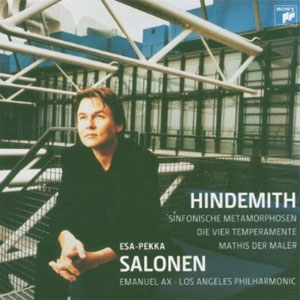 SONY
HINDEMITH
SINFONISCHE METAMORPHOSEN
DIE VIER TEMPERAMENTE
MATHIS DER MALER
ESA-PEKKA
SALONEN
EMANUEL AX · LOS ANGELES PHILHARMONIC